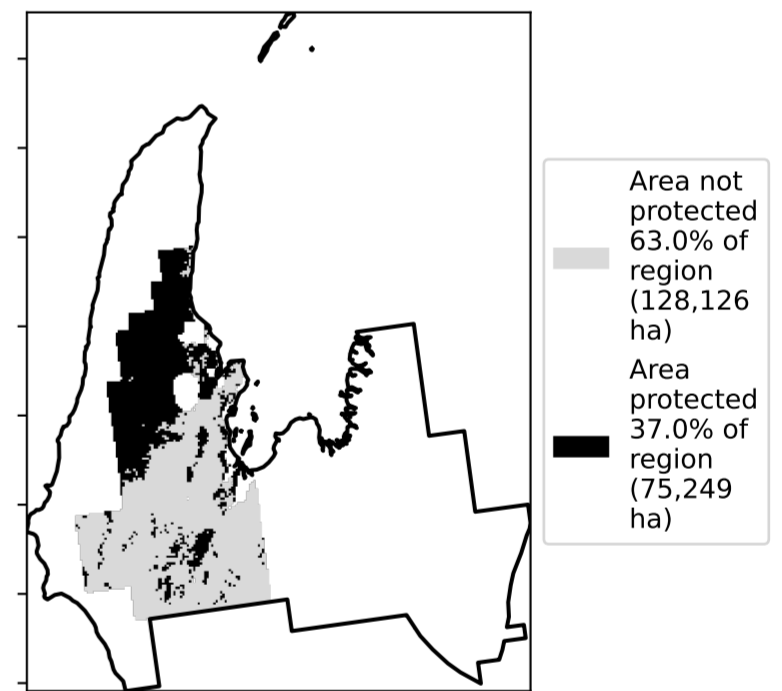 Area not
protected
63.0% of
region
(128,126
ha)
Area
protected
37.0% of
region
(75,249
ha)